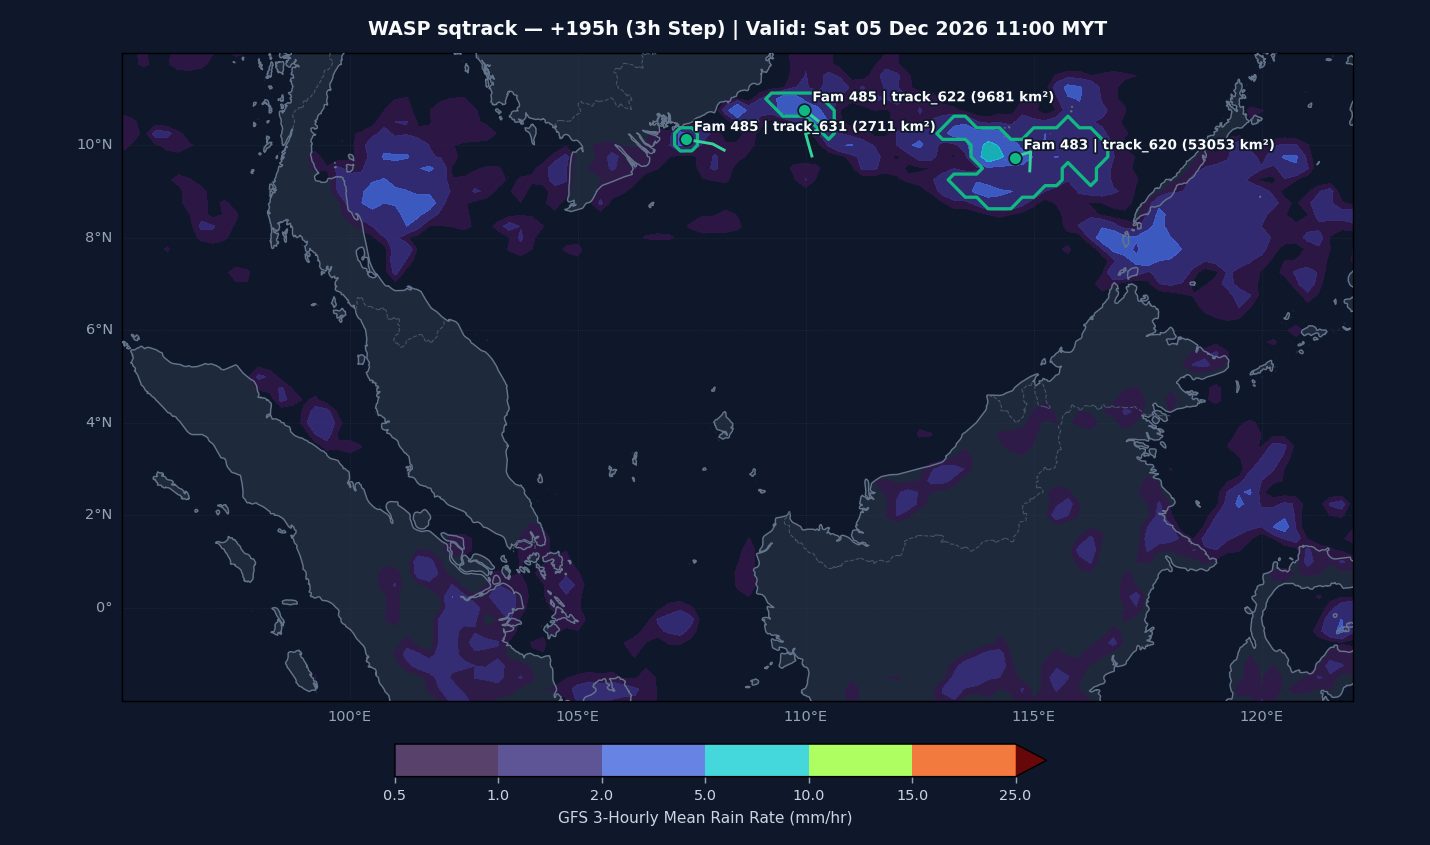 WASP sqtrack — +195h (3h Step) | Valid: Sat 05 Dec 2026 11:00 MYT
Fam 485 | track_622 (9681 km²)
Fam 485 | track_631 (2711 km²)
Fam 483 | track_620 (53053 km²)
10°N
8°N
6°N
4°N
2°N
0°
100°E 105°E 110°E 115°E 120°E
0.5 1.0 2.0 5.0 10.0 15.0 25.0
GFS 3-Hourly Mean Rain Rate (mm/hr)